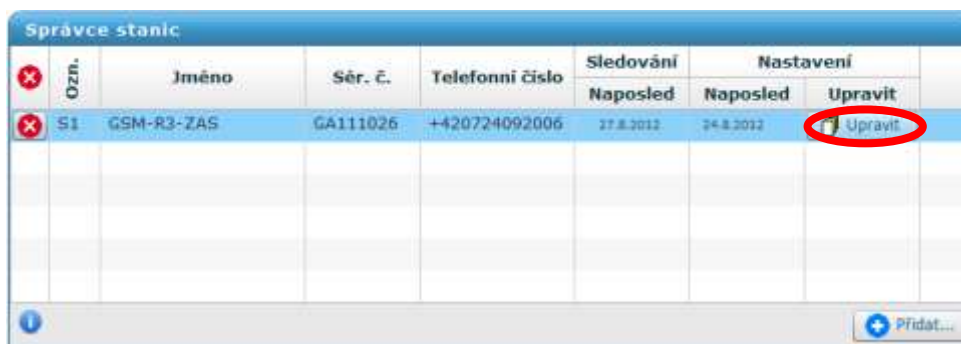 Správce stanic
Ozn. Jméno Sér. č. Telefonní číslo Sledování Nastavení
Naposled Naposled Upravit
S1 GSM-R3-ZAS GA111026 +420724092006 27.8.2012 24.8.2012 Upravit
Přidat...